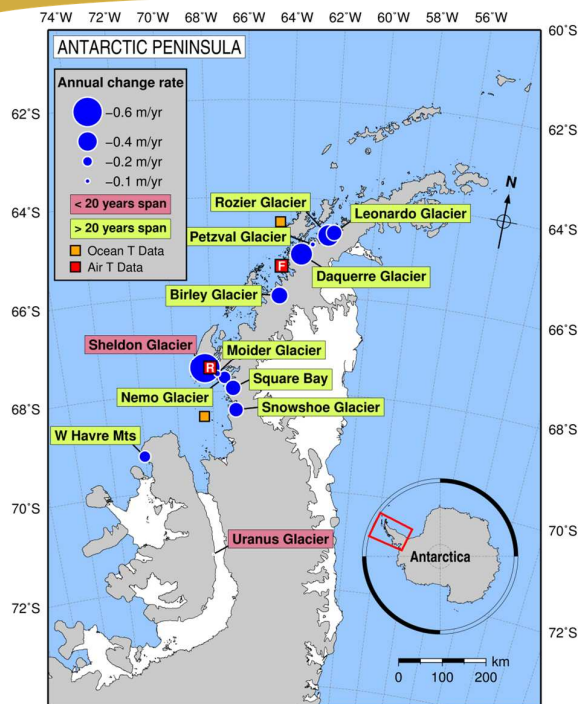 74°W 72°W 70°W 68°W 66°W 64°W 62°W 60°W 58°W 56°W
60°S
ANTARCTIC PENINSULA
Annual change rate
−0.6 m/yr
−0.4 m/yr
−0.2 m/yr
−0.1 m/yr
< 20 years span
> 20 years span
Ocean T Data
Air T Data
62°S
62°S
N
Rozier Glacier
Leonardo Glacier
64°S
64°S
Petzval Glacier
F
Daquerre Glacier
Birley Glacier
66°S
66°S
Sheldon Glacier
Moider Glacier
R
Square Bay
Nemo Glacier
Snowshoe Glacier
68°S
68°S
W Havre Mts
70°S
70°S
Uranus Glacier
Antarctica
72°S
72°S
km
0 100 200